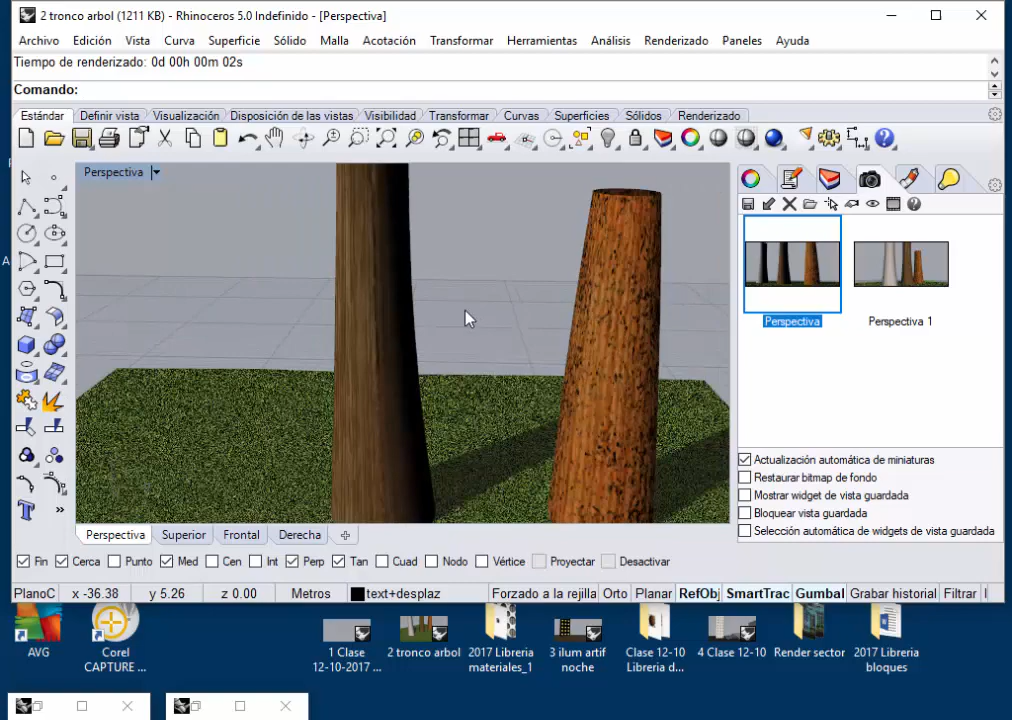 2 tronco arbol (1211 KB) - Rhinoceros 5.0 Indefinido - [Perspectiva]
Archivo Edición Vista Curva Superficie Sólido Malla Acotación Transformar Herramientas Análisis Renderizado Paneles Ayuda
Tiempo de renderizado: 0d 00h 00m 02s
Comando:
Estándar Definir vista Visualización Disposición de las vistas Visibilidad Transformar Curvas Superficies Sólidos Renderizado
Perspectiva
Perspectiva Perspectiva 1
Actualización automática de miniaturas
Restaurar bitmap de fondo
Mostrar widget de vista guardada
Bloquear vista guardada
Selección automática de widgets de vista guardada
Perspectiva Superior Frontal Derecha
Fin Cerca Punto Med Cen Int Perp Tan Cuad Nodo Vértice Proyectar Desactivar
PlanoC x -36.38 y 5.26 z 0.00 Metros text+desplaz Forzado a la rejilla Orto Planar RefObj SmartTrac Gumbal Grabar historial Filtrar
AVG
Corel
CAPTURE ...
1 Clase
12-10-2017 ...
2 tronco arbol
2017 Libreria
materiales_1
3 ilum artif
noche
Clase 12-10
Libreria d...
4 Clase 12-10
Render sector
2017 Libreria
bloques